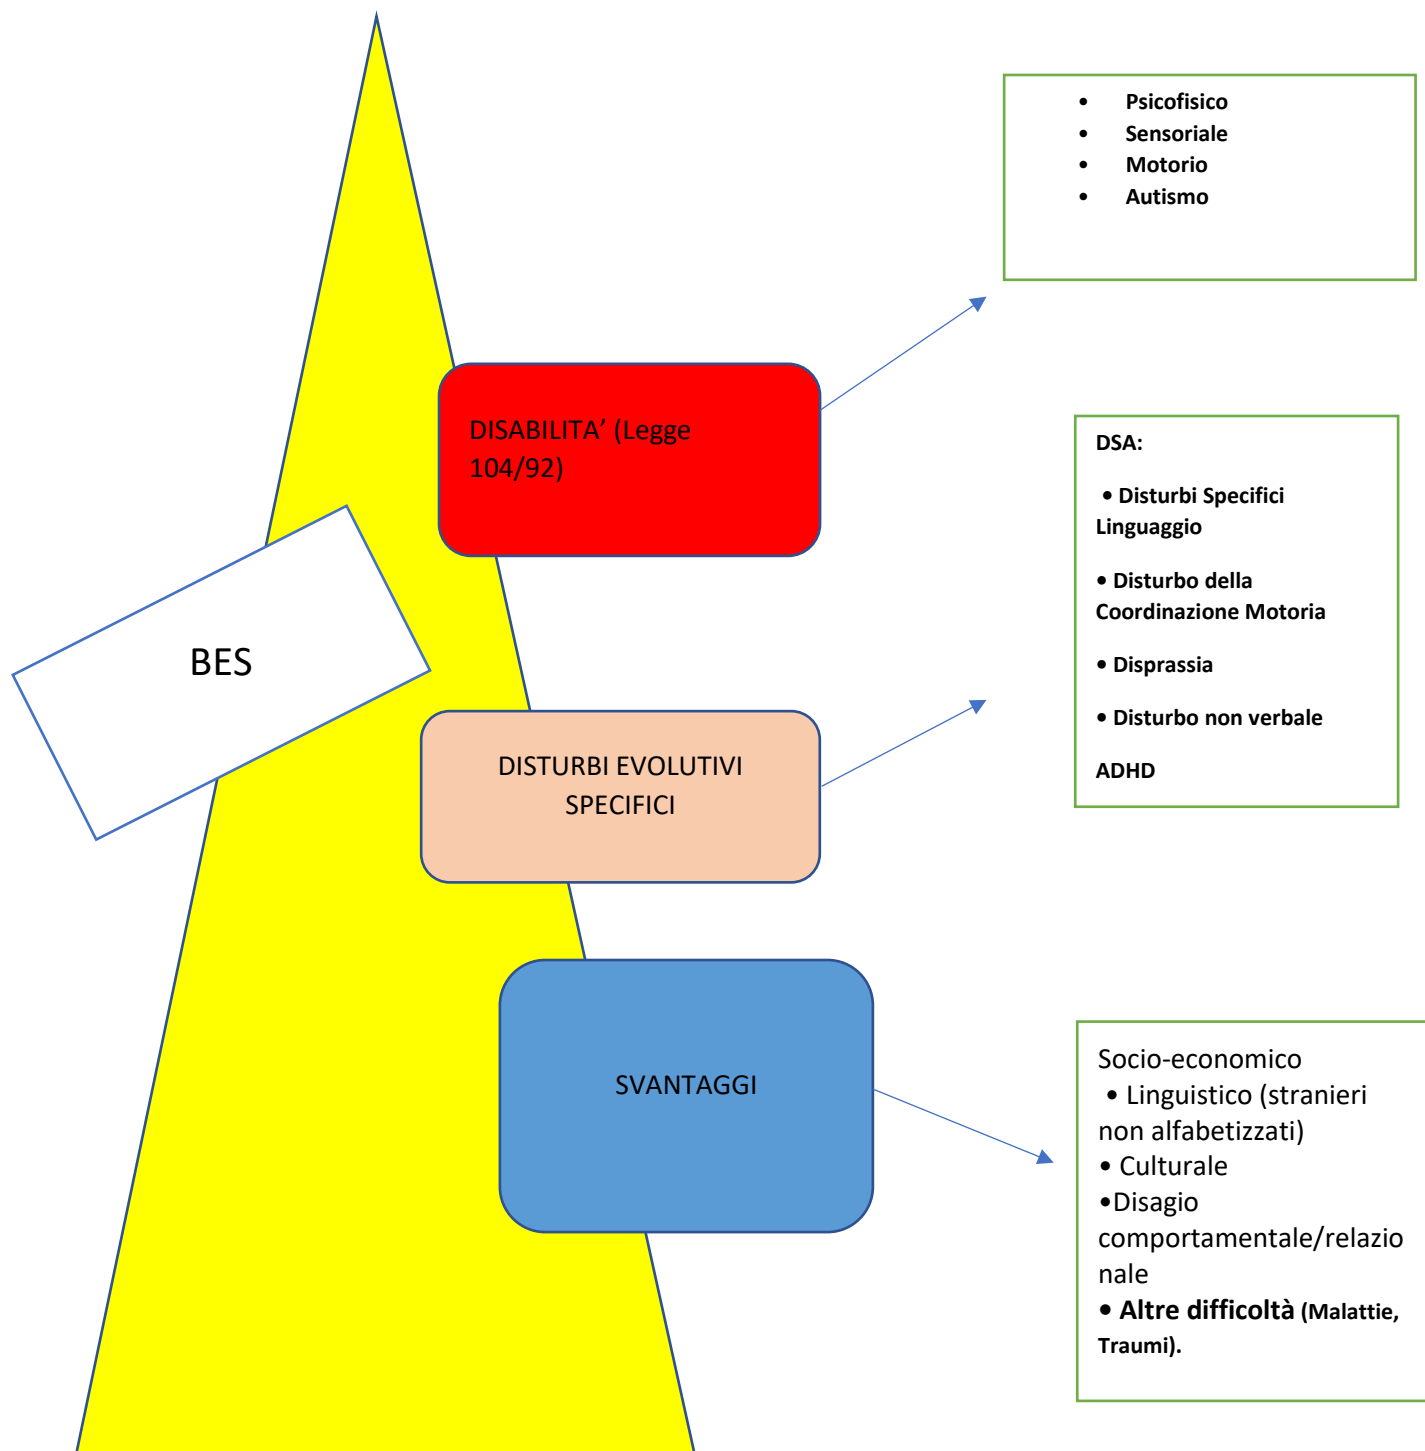 • Psicofisico
• Sensoriale
• Motorio
• Autismo
DISABILITA’ (Legge
104/92)
DSA:
• Disturbi Specifici
Linguaggio
• Disturbo della
Coordinazione Motoria
• Disprassia
• Disturbo non verbale
ADHD
BES
DISTURBI EVOLUTIVI
SPECIFICI
SVANTAGGI
Socio-economico
• Linguistico (stranieri
non alfabetizzati)
• Culturale
•Disagio
comportamentale/relazio
nale
• Altre difficoltà (Malattie,
Traumi).